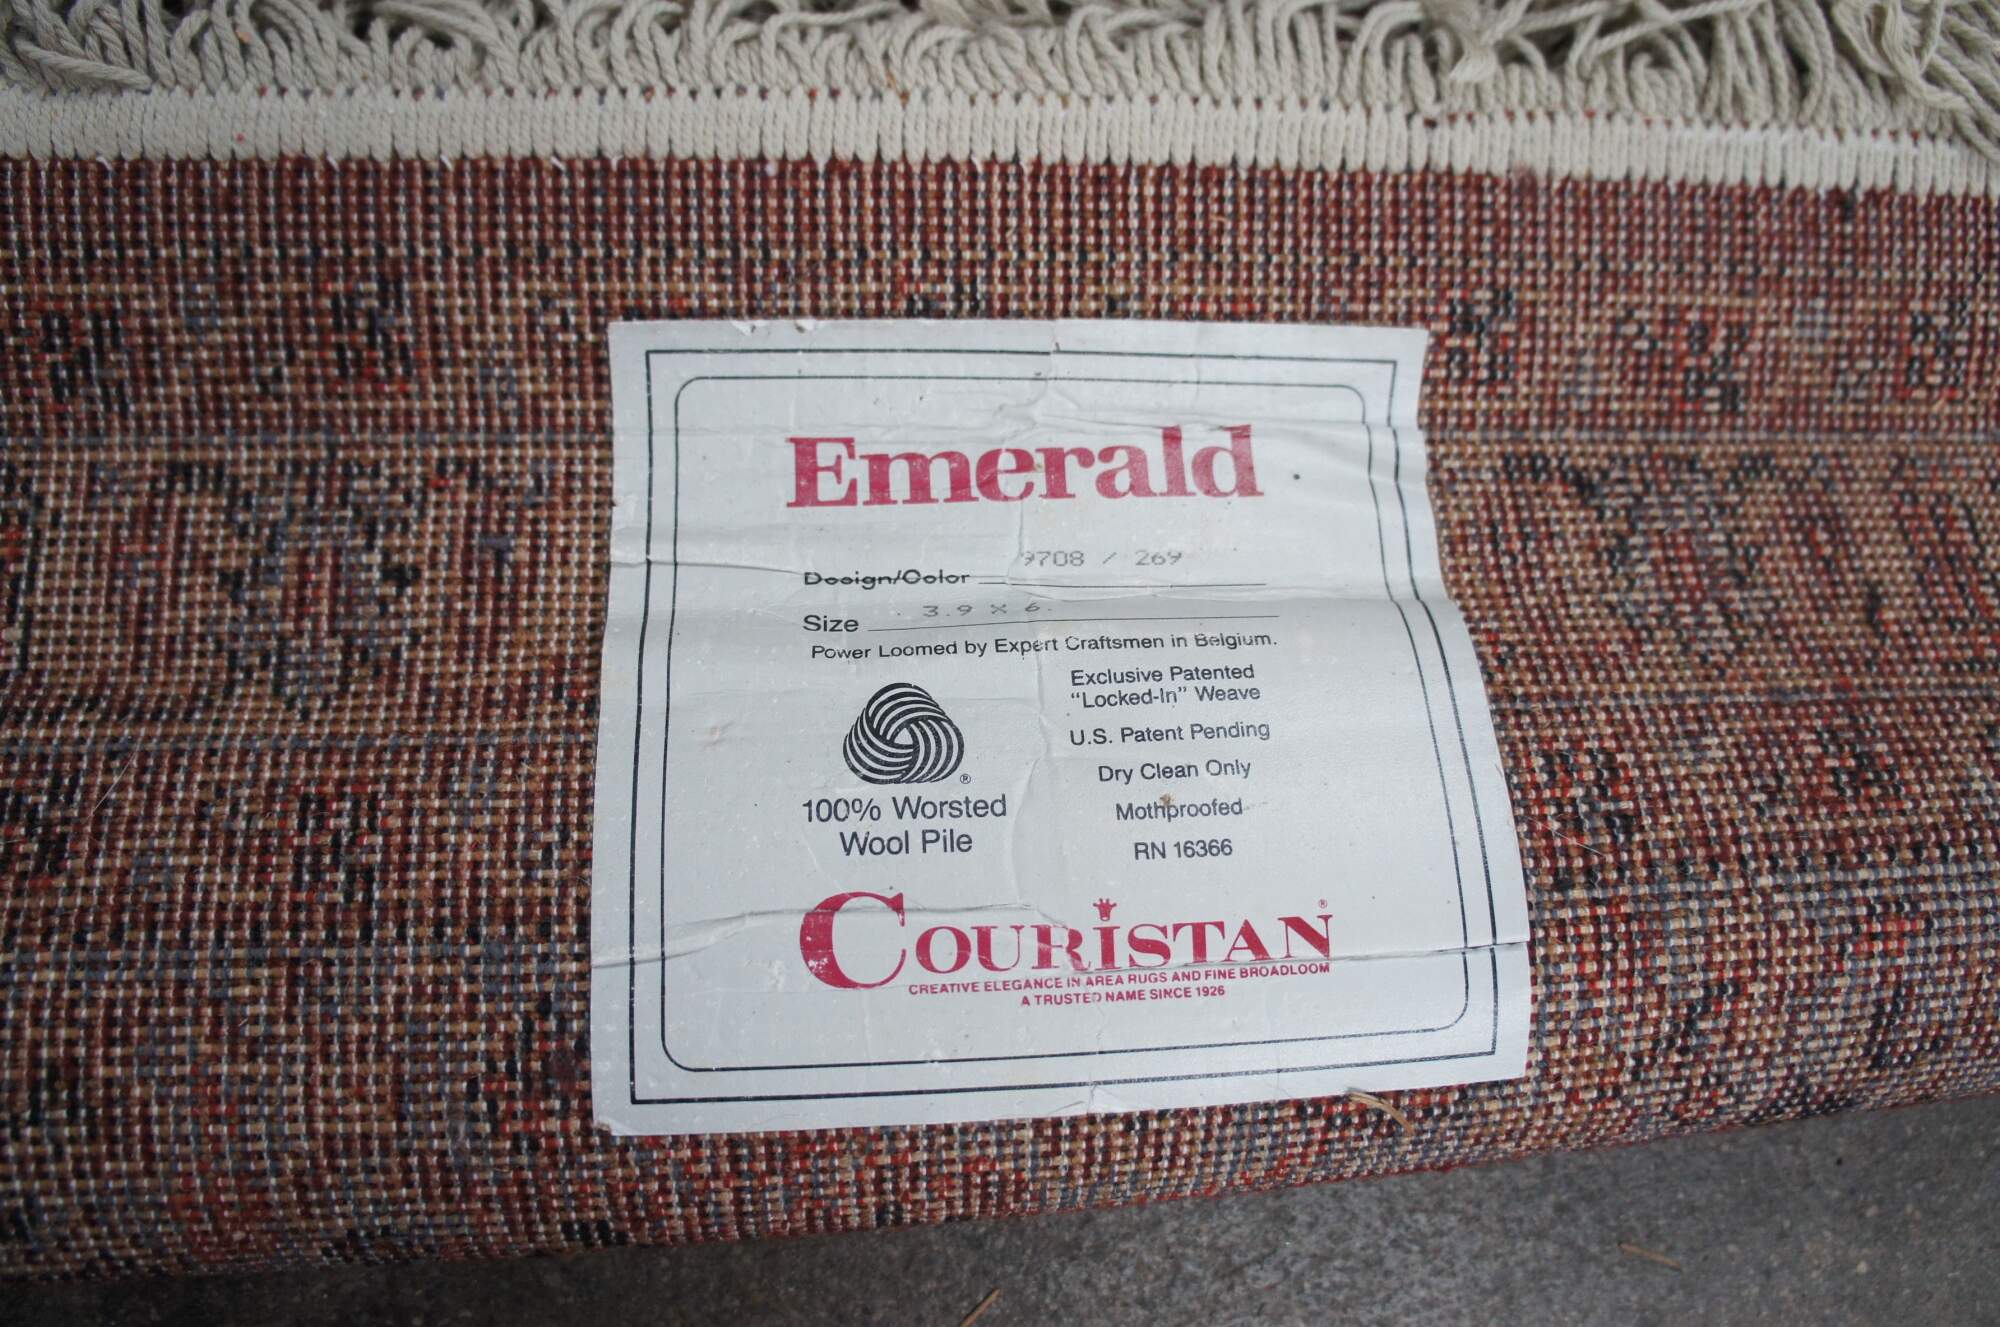 Emerald
Design/Color 9708 / 269
Size 3.9 X 6.
Power Loomed by Expert Craftsmen in Belgium.
®
100% Worsted
Wool Pile
Exclusive Patented
"Locked-In" Weave
U.S. Patent Pending
Dry Clean Only
Mothproofed
RN 16366
COURISTAN®
CREATIVE ELEGANCE IN AREA RUGS AND FINE BROADLOOM
A TRUSTED NAME SINCE 1926